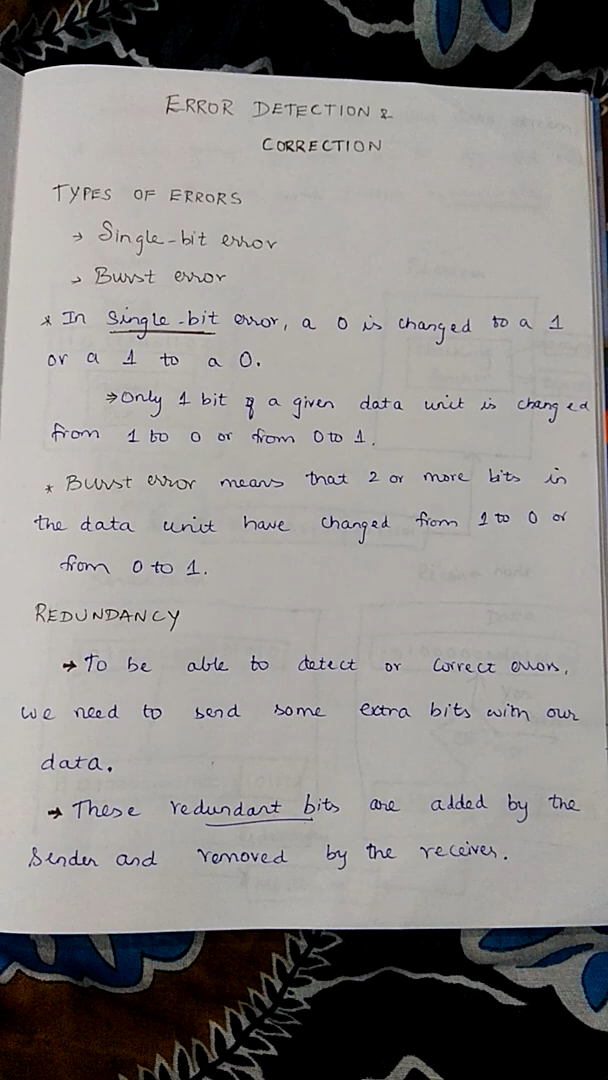 ERROR DETECTION &
CORRECTION
TYPES OF ERRORS
→ Single-bit error
→ Burst error
* In Single-bit error, a 0 is changed to a 1
or a 1 to a 0.
⇒ Only 1 bit of a given data unit is changed
from 1 to 0 or from 0 to 1.
* Burst error means that 2 or more bits in
the data unit have changed from 1 to 0 or
from 0 to 1.
REDUNDANCY
→ To be able to detect or correct errors,
we need to send some extra bits with our
data.
→ These redundant bits are added by the
Sender and removed by the receiver.